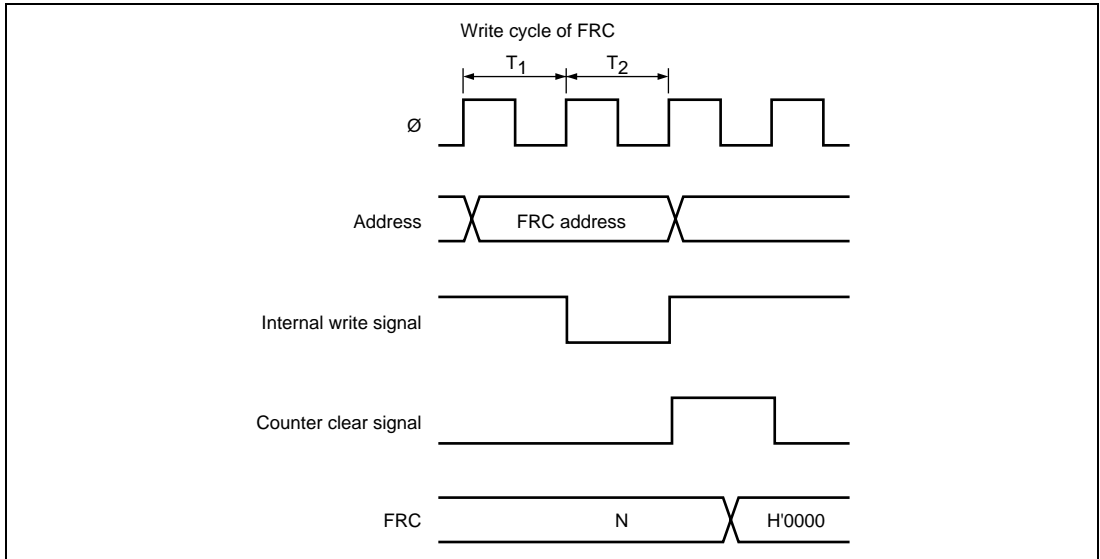 Write cycle of FRC
T1 T2
Ø
Address FRC address
Internal write signal
Counter clear signal
FRC N H'0000